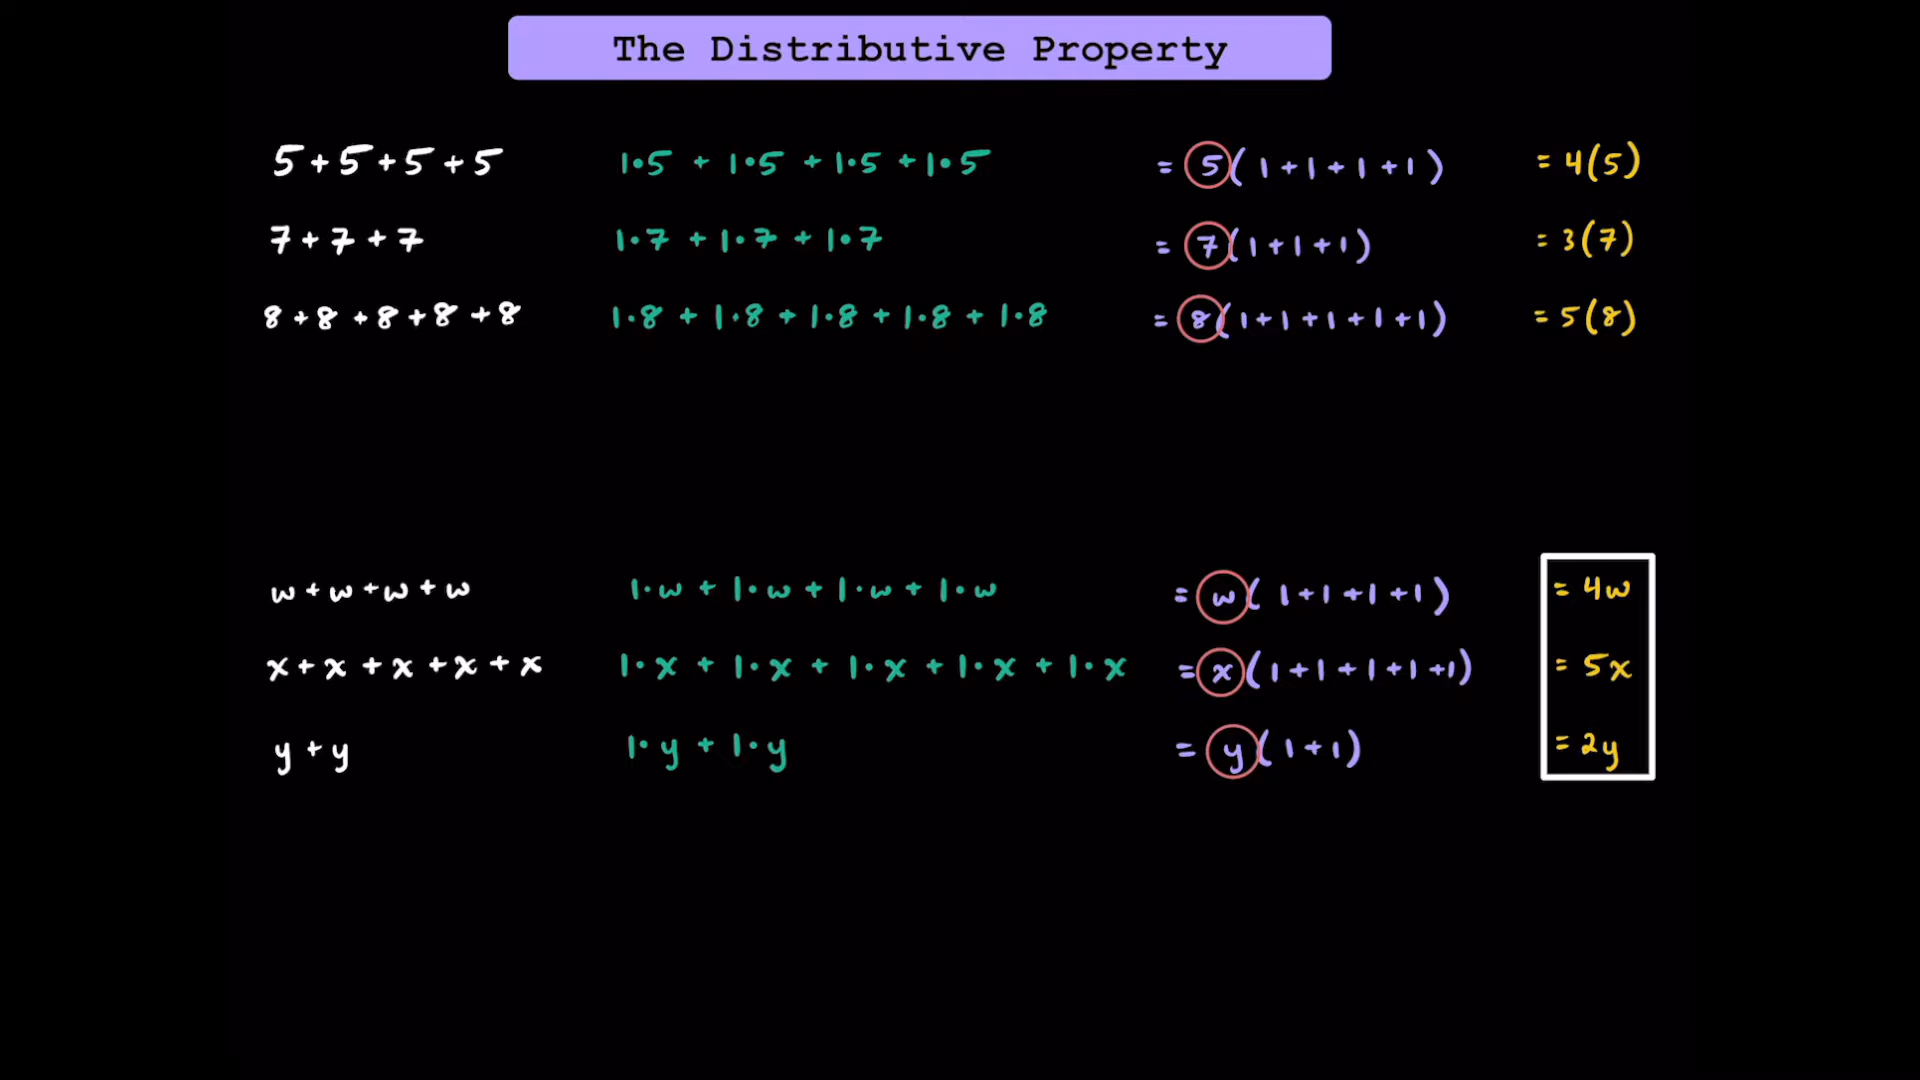 The Distributive Property
5+5+5+5 1•5 + 1•5 + 1•5 + 1•5 = 5(1+1+1+1) = 4(5)
7+7+7 1•7 + 1•7 + 1•7 = 7(1+1+1) = 3(7)
8+8+8+8+8 1•8 + 1•8 + 1•8 + 1•8 + 1•8 = 8(1+1+1+1+1) = 5(8)
w+w+w+w 1•w + 1•w + 1•w + 1•w = w(1+1+1+1) = 4w
x+x+x+x+x 1•x + 1•x + 1•x + 1•x + 1•x = x(1+1+1+1+1) = 5x
y+y 1•y + 1•y = y(1+1) = 2y